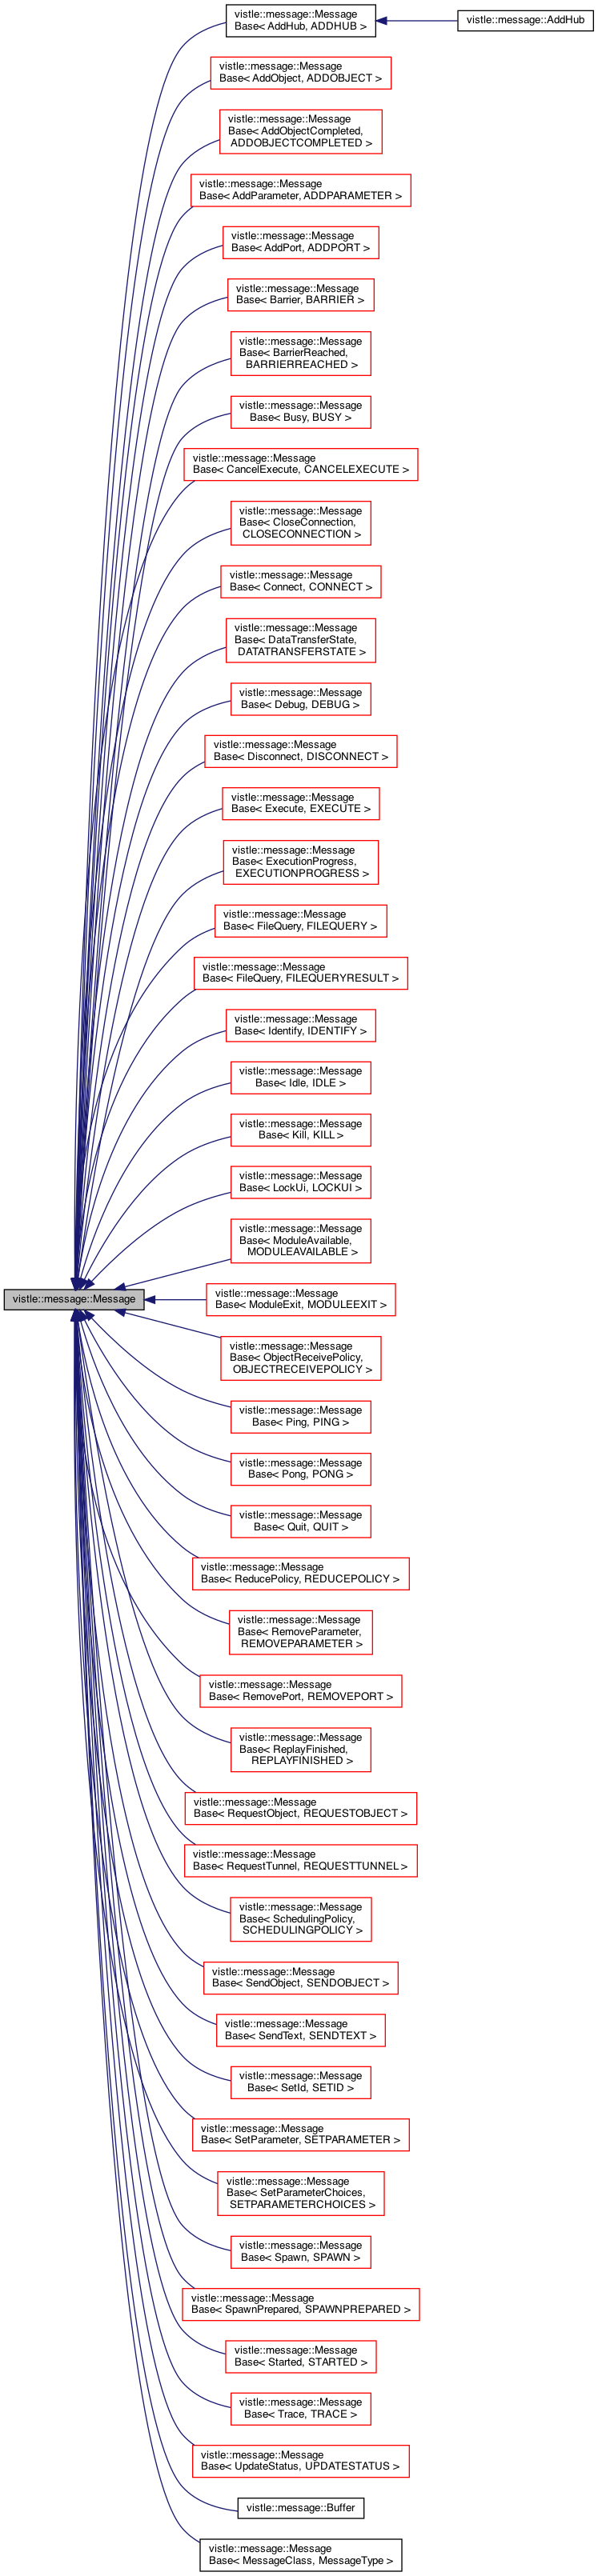 vistle::message::Message
Base< AddHub, ADDHUB >
vistle::message::AddHub
vistle::message::Message
Base< AddObject, ADDOBJECT >
vistle::message::Message
Base< AddObjectCompleted,
ADDOBJECTCOMPLETED >
vistle::message::Message
Base< AddParameter, ADDPARAMETER >
vistle::message::Message
Base< AddPort, ADDPORT >
vistle::message::Message
Base< Barrier, BARRIER >
vistle::message::Message
Base< BarrierReached,
BARRIERREACHED >
vistle::message::Message
Base< Busy, BUSY >
vistle::message::Message
Base< CancelExecute, CANCELEXECUTE >
vistle::message::Message
Base< CloseConnection,
CLOSECONNECTION >
vistle::message::Message
Base< Connect, CONNECT >
vistle::message::Message
Base< DataTransferState,
DATATRANSFERSTATE >
vistle::message::Message
Base< Debug, DEBUG >
vistle::message::Message
Base< Disconnect, DISCONNECT >
vistle::message::Message
Base< Execute, EXECUTE >
vistle::message::Message
Base< ExecutionProgress,
EXECUTIONPROGRESS >
vistle::message::Message
Base< FileQuery, FILEQUERY >
vistle::message::Message
Base< FileQuery, FILEQUERYRESULT >
vistle::message::Message
Base< Identify, IDENTIFY >
vistle::message::Message
Base< Idle, IDLE >
vistle::message::Message
Base< Kill, KILL >
vistle::message::Message
Base< LockUi, LOCKUI >
vistle::message::Message
Base< ModuleAvailable,
MODULEAVAILABLE >
vistle::message::Message
vistle::message::Message
Base< ModuleExit, MODULEEXIT >
vistle::message::Message
Base< ObjectReceivePolicy,
OBJECTRECEIVEPOLICY >
vistle::message::Message
Base< Ping, PING >
vistle::message::Message
Base< Pong, PONG >
vistle::message::Message
Base< Quit, QUIT >
vistle::message::Message
Base< ReducePolicy, REDUCEPOLICY >
vistle::message::Message
Base< RemoveParameter,
REMOVEPARAMETER >
vistle::message::Message
Base< RemovePort, REMOVEPORT >
vistle::message::Message
Base< ReplayFinished,
REPLAYFINISHED >
vistle::message::Message
Base< RequestObject, REQUESTOBJECT >
vistle::message::Message
Base< RequestTunnel, REQUESTTUNNEL >
vistle::message::Message
Base< SchedulingPolicy,
SCHEDULINGPOLICY >
vistle::message::Message
Base< SendObject, SENDOBJECT >
vistle::message::Message
Base< SendText, SENDTEXT >
vistle::message::Message
Base< SetId, SETID >
vistle::message::Message
Base< SetParameter, SETPARAMETER >
vistle::message::Message
Base< SetParameterChoices,
SETPARAMETERCHOICES >
vistle::message::Message
Base< Spawn, SPAWN >
vistle::message::Message
Base< SpawnPrepared, SPAWNPREPARED >
vistle::message::Message
Base< Started, STARTED >
vistle::message::Message
Base< Trace, TRACE >
vistle::message::Message
Base< UpdateStatus, UPDATESTATUS >
vistle::message::Buffer
vistle::message::Message
Base< MessageClass, MessageType >